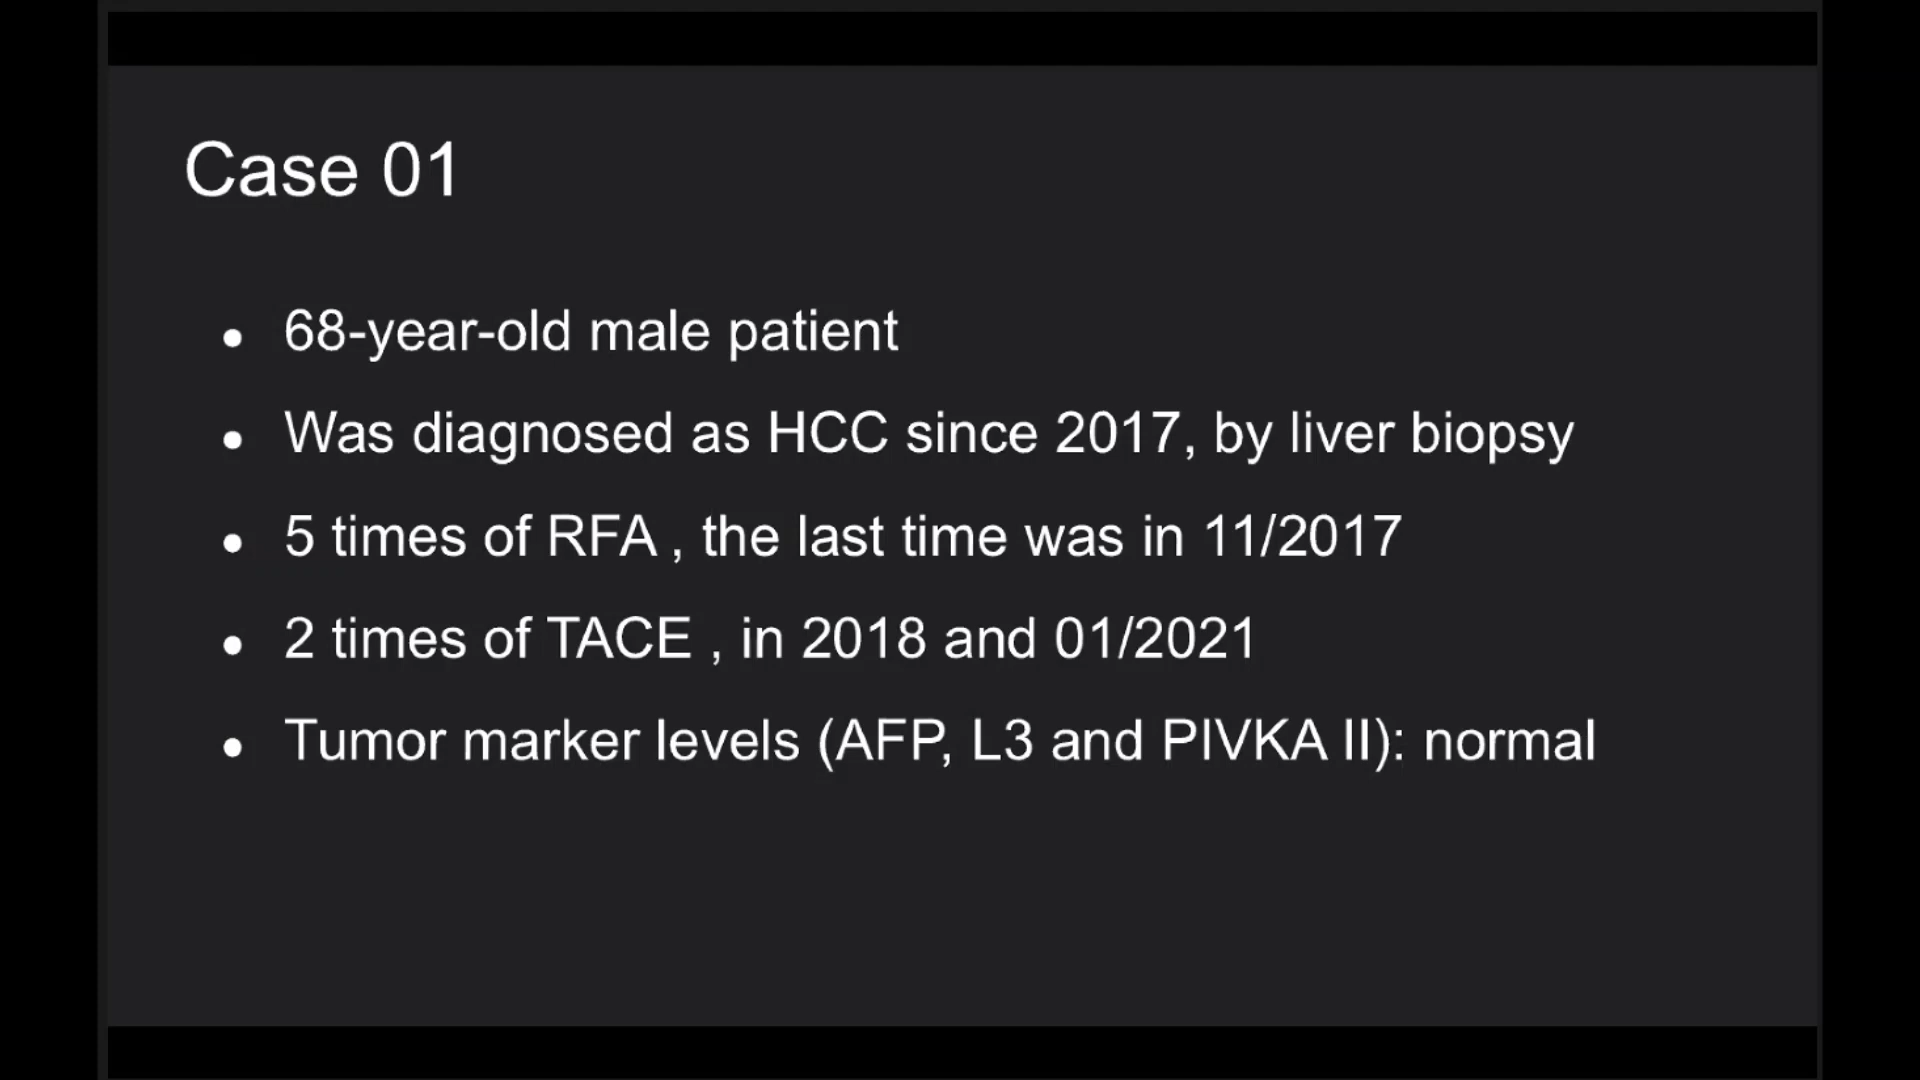 Case 01
● 68-year-old male patient
● Was diagnosed as HCC since 2017, by liver biopsy
● 5 times of RFA , the last time was in 11/2017
● 2 times of TACE , in 2018 and 01/2021
● Tumor marker levels (AFP, L3 and PIVKA II): normal